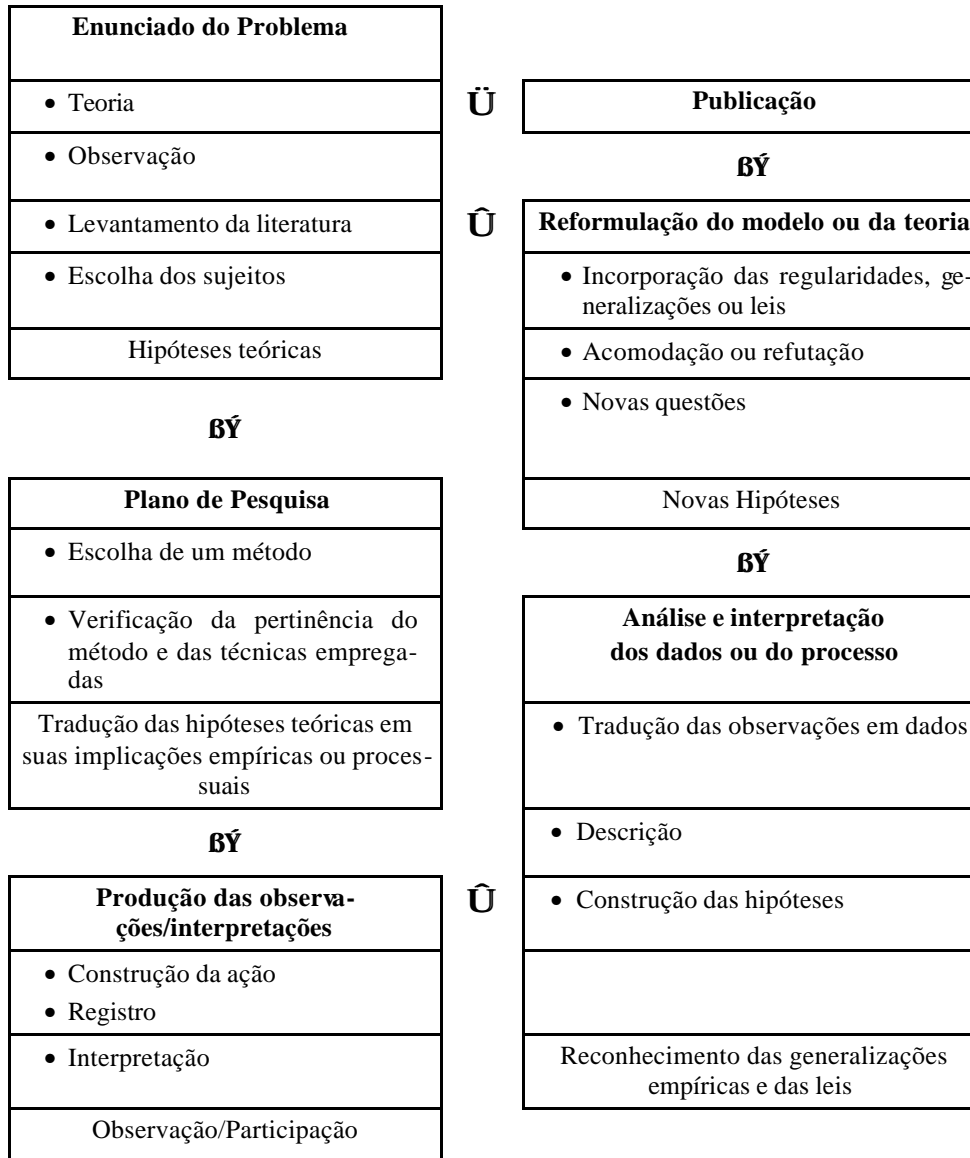 Enunciado do Problema
• Teoria
• Observação
• Levantamento da literatura
• Escolha dos sujeitos
Hipóteses teóricas
ßÝ
Plano de Pesquisa
• Escolha de um método
• Verificação da pertinência do
método e das técnicas emprega-
das
Tradução das hipóteses teóricas em
suas implicações empíricas ou proces-
suais
ßÝ
Produção das observa-
ções/interpretações
• Construção da ação
• Registro
• Interpretação
Observação/Participação
Ü
Û
Û
Publicação
ßÝ
Reformulação do modelo ou da teoria
• Incorporação das regularidades, ge-
neralizações ou leis
• Acomodação ou refutação
• Novas questões
Novas Hipóteses
ßÝ
Análise e interpretação
dos dados ou do processo
• Tradução das observações em dados
• Descrição
• Construção das hipóteses
Reconhecimento das generalizações
empíricas e das leis